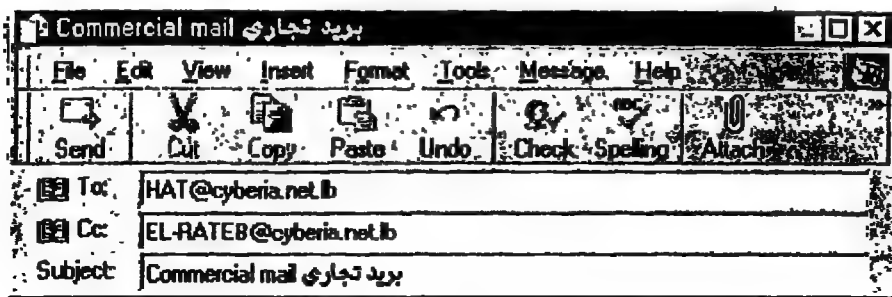 Commercial mail بريد تجاري
File Edit View Insert Format Tools Message Help
Send Cut Copy Paste Undo Check Spelling Attach
To: HAT@cyberia.net.lb
Cc: EL-RATEB@cyberia.net.lb
Subject: Commercial mail بريد تجاري